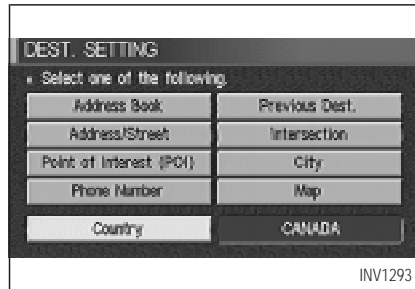 DEST. SETTING
Select one of the following.
Address Book Previous Dest.
Address/Street Intersection
Point of Interest (POI) City
Phone Number Map
Country CANADA
INV1293